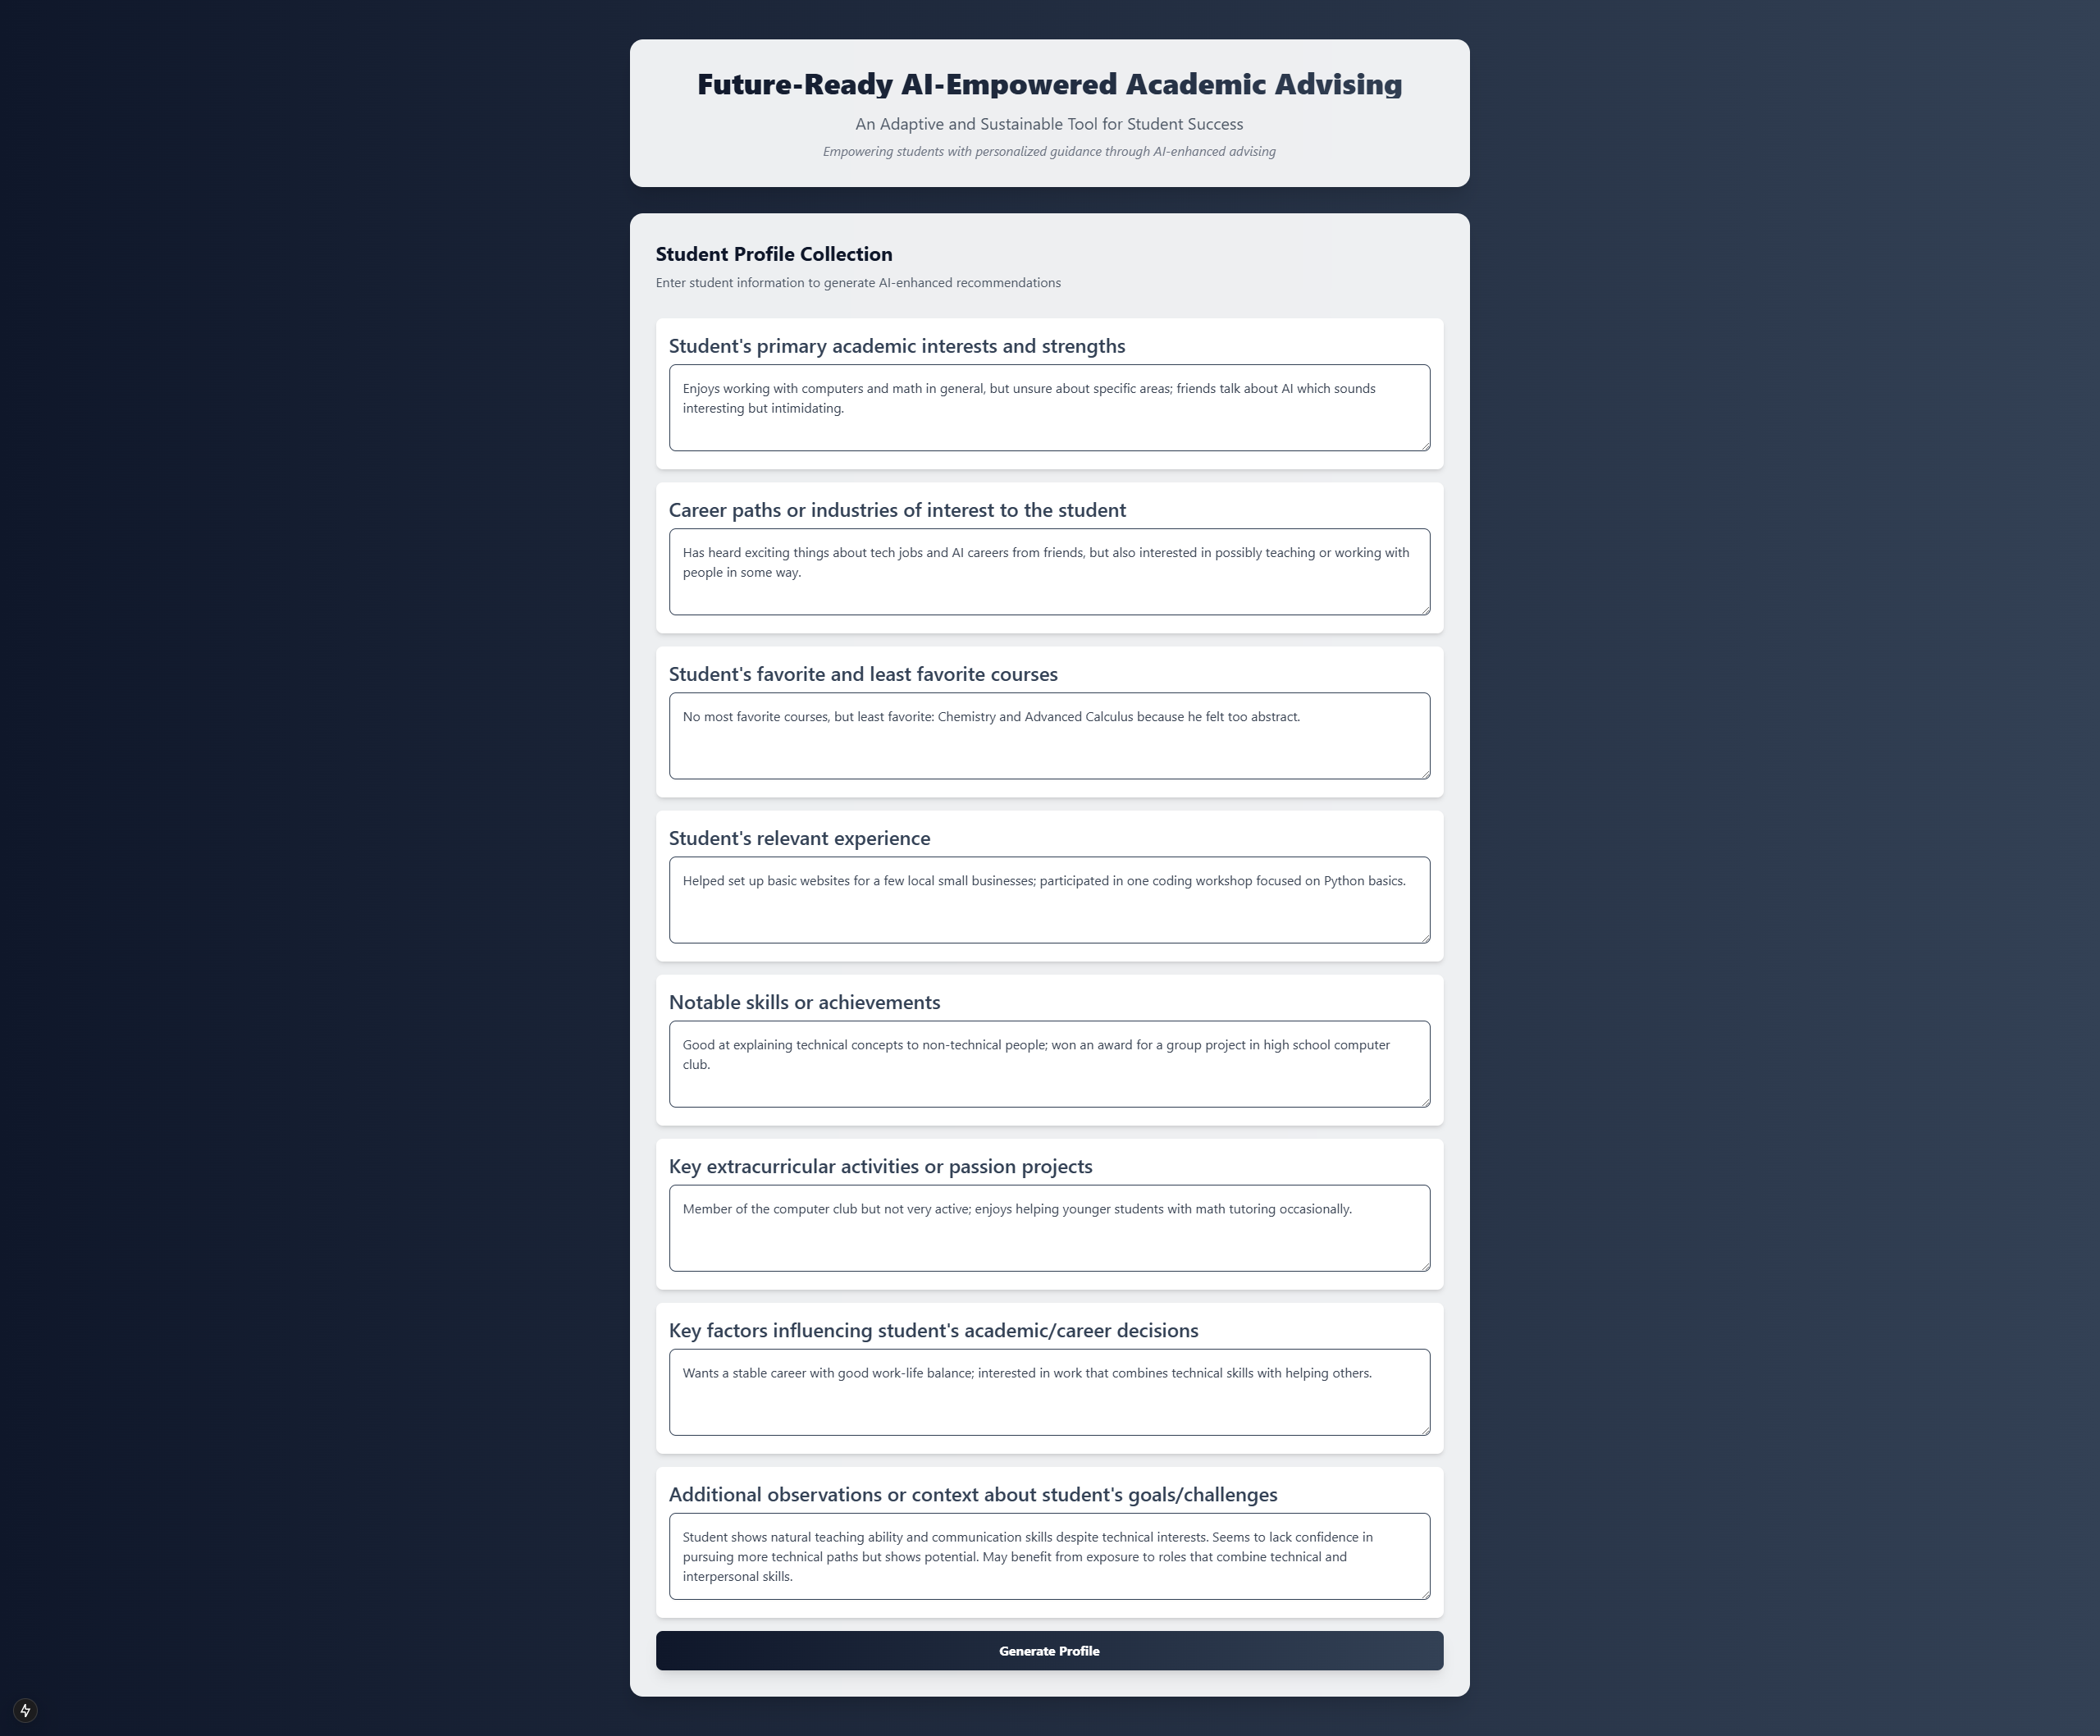 Future-Ready AI-Empowered Academic Advising
An Adaptive and Sustainable Tool for Student Success
Empowering students with personalized guidance through AI-enhanced advising
Student Profile Collection
Enter student information to generate AI-enhanced recommendations
Student's primary academic interests and strengths
Enjoys working with computers and math in general, but unsure about specific areas; friends talk about AI which sounds
interesting but intimidating.
Career paths or industries of interest to the student
Has heard exciting things about tech jobs and AI careers from friends, but also interested in possibly teaching or working with
people in some way.
Student's favorite and least favorite courses
No most favorite courses, but least favorite: Chemistry and Advanced Calculus because he felt too abstract.
Student's relevant experience
Helped set up basic websites for a few local small businesses; participated in one coding workshop focused on Python basics.
Notable skills or achievements
Good at explaining technical concepts to non-technical people; won an award for a group project in high school computer
club.
Key extracurricular activities or passion projects
Member of the computer club but not very active; enjoys helping younger students with math tutoring occasionally.
Key factors influencing student's academic/career decisions
Wants a stable career with good work-life balance; interested in work that combines technical skills with helping others.
Additional observations or context about student's goals/challenges
Student shows natural teaching ability and communication skills despite technical interests. Seems to lack confidence in
pursuing more technical paths but shows potential. May benefit from exposure to roles that combine technical and
interpersonal skills.
Generate Profile